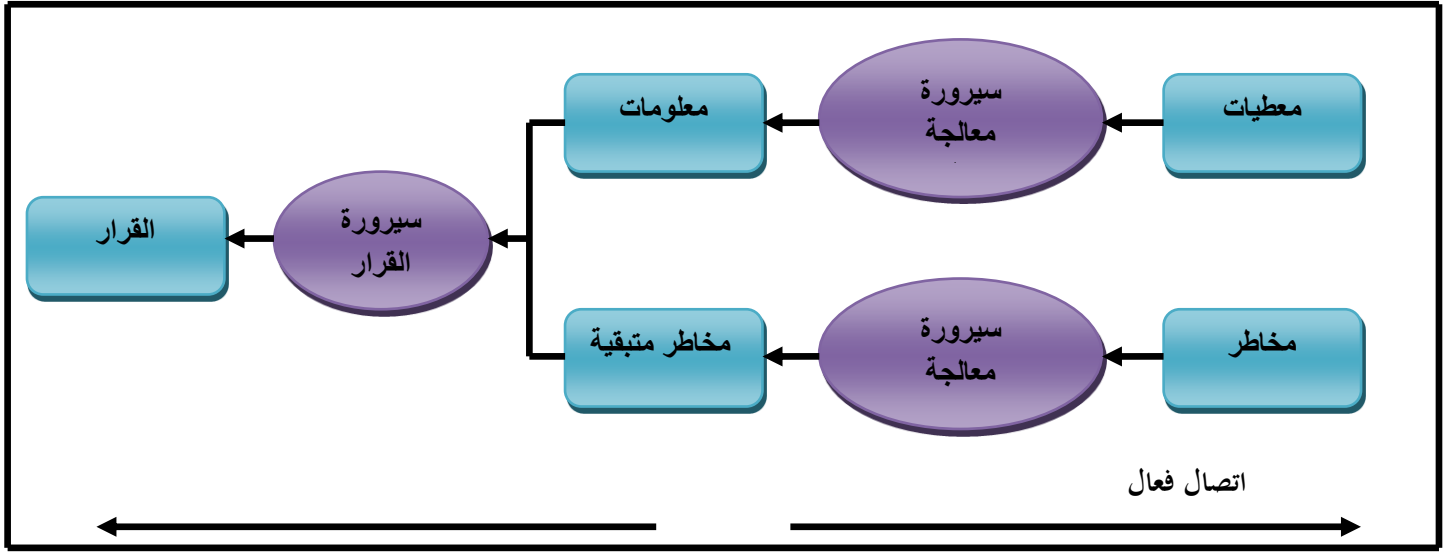 معطيات
سيرورة
معالجة
معلومات
مخاطر
سيرورة
معالجة
مخاطر متبقية
سيرورة
القرار
القرار
اتصال فعال